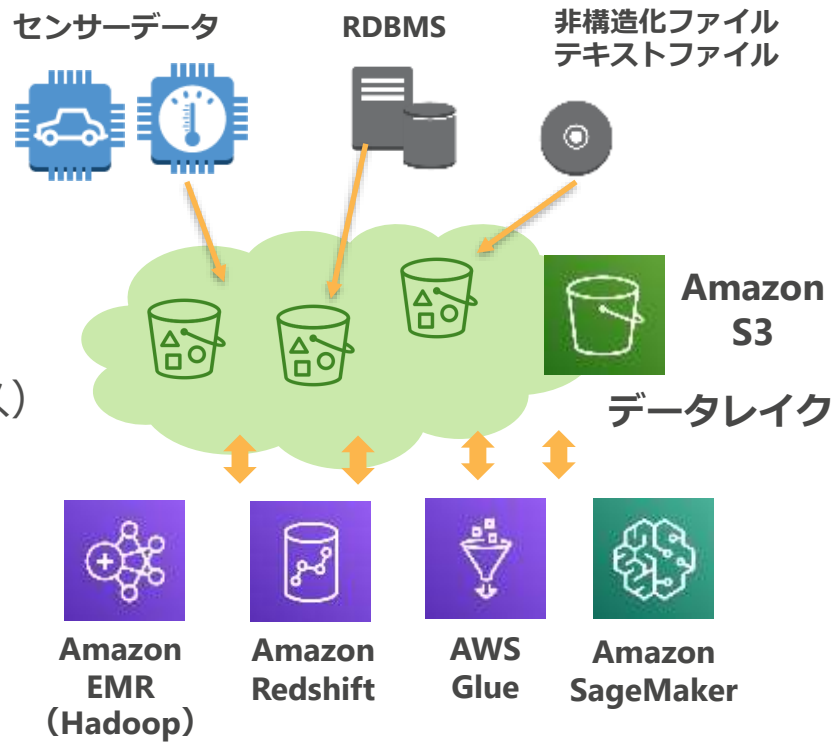 センサーデータ
RDBMS
非構造化ファイル
テキストファイル
Amazon
S3
データレイク
Amazon
EMR
（Hadoop）
Amazon
Redshift
AWS
Glue
Amazon
SageMaker